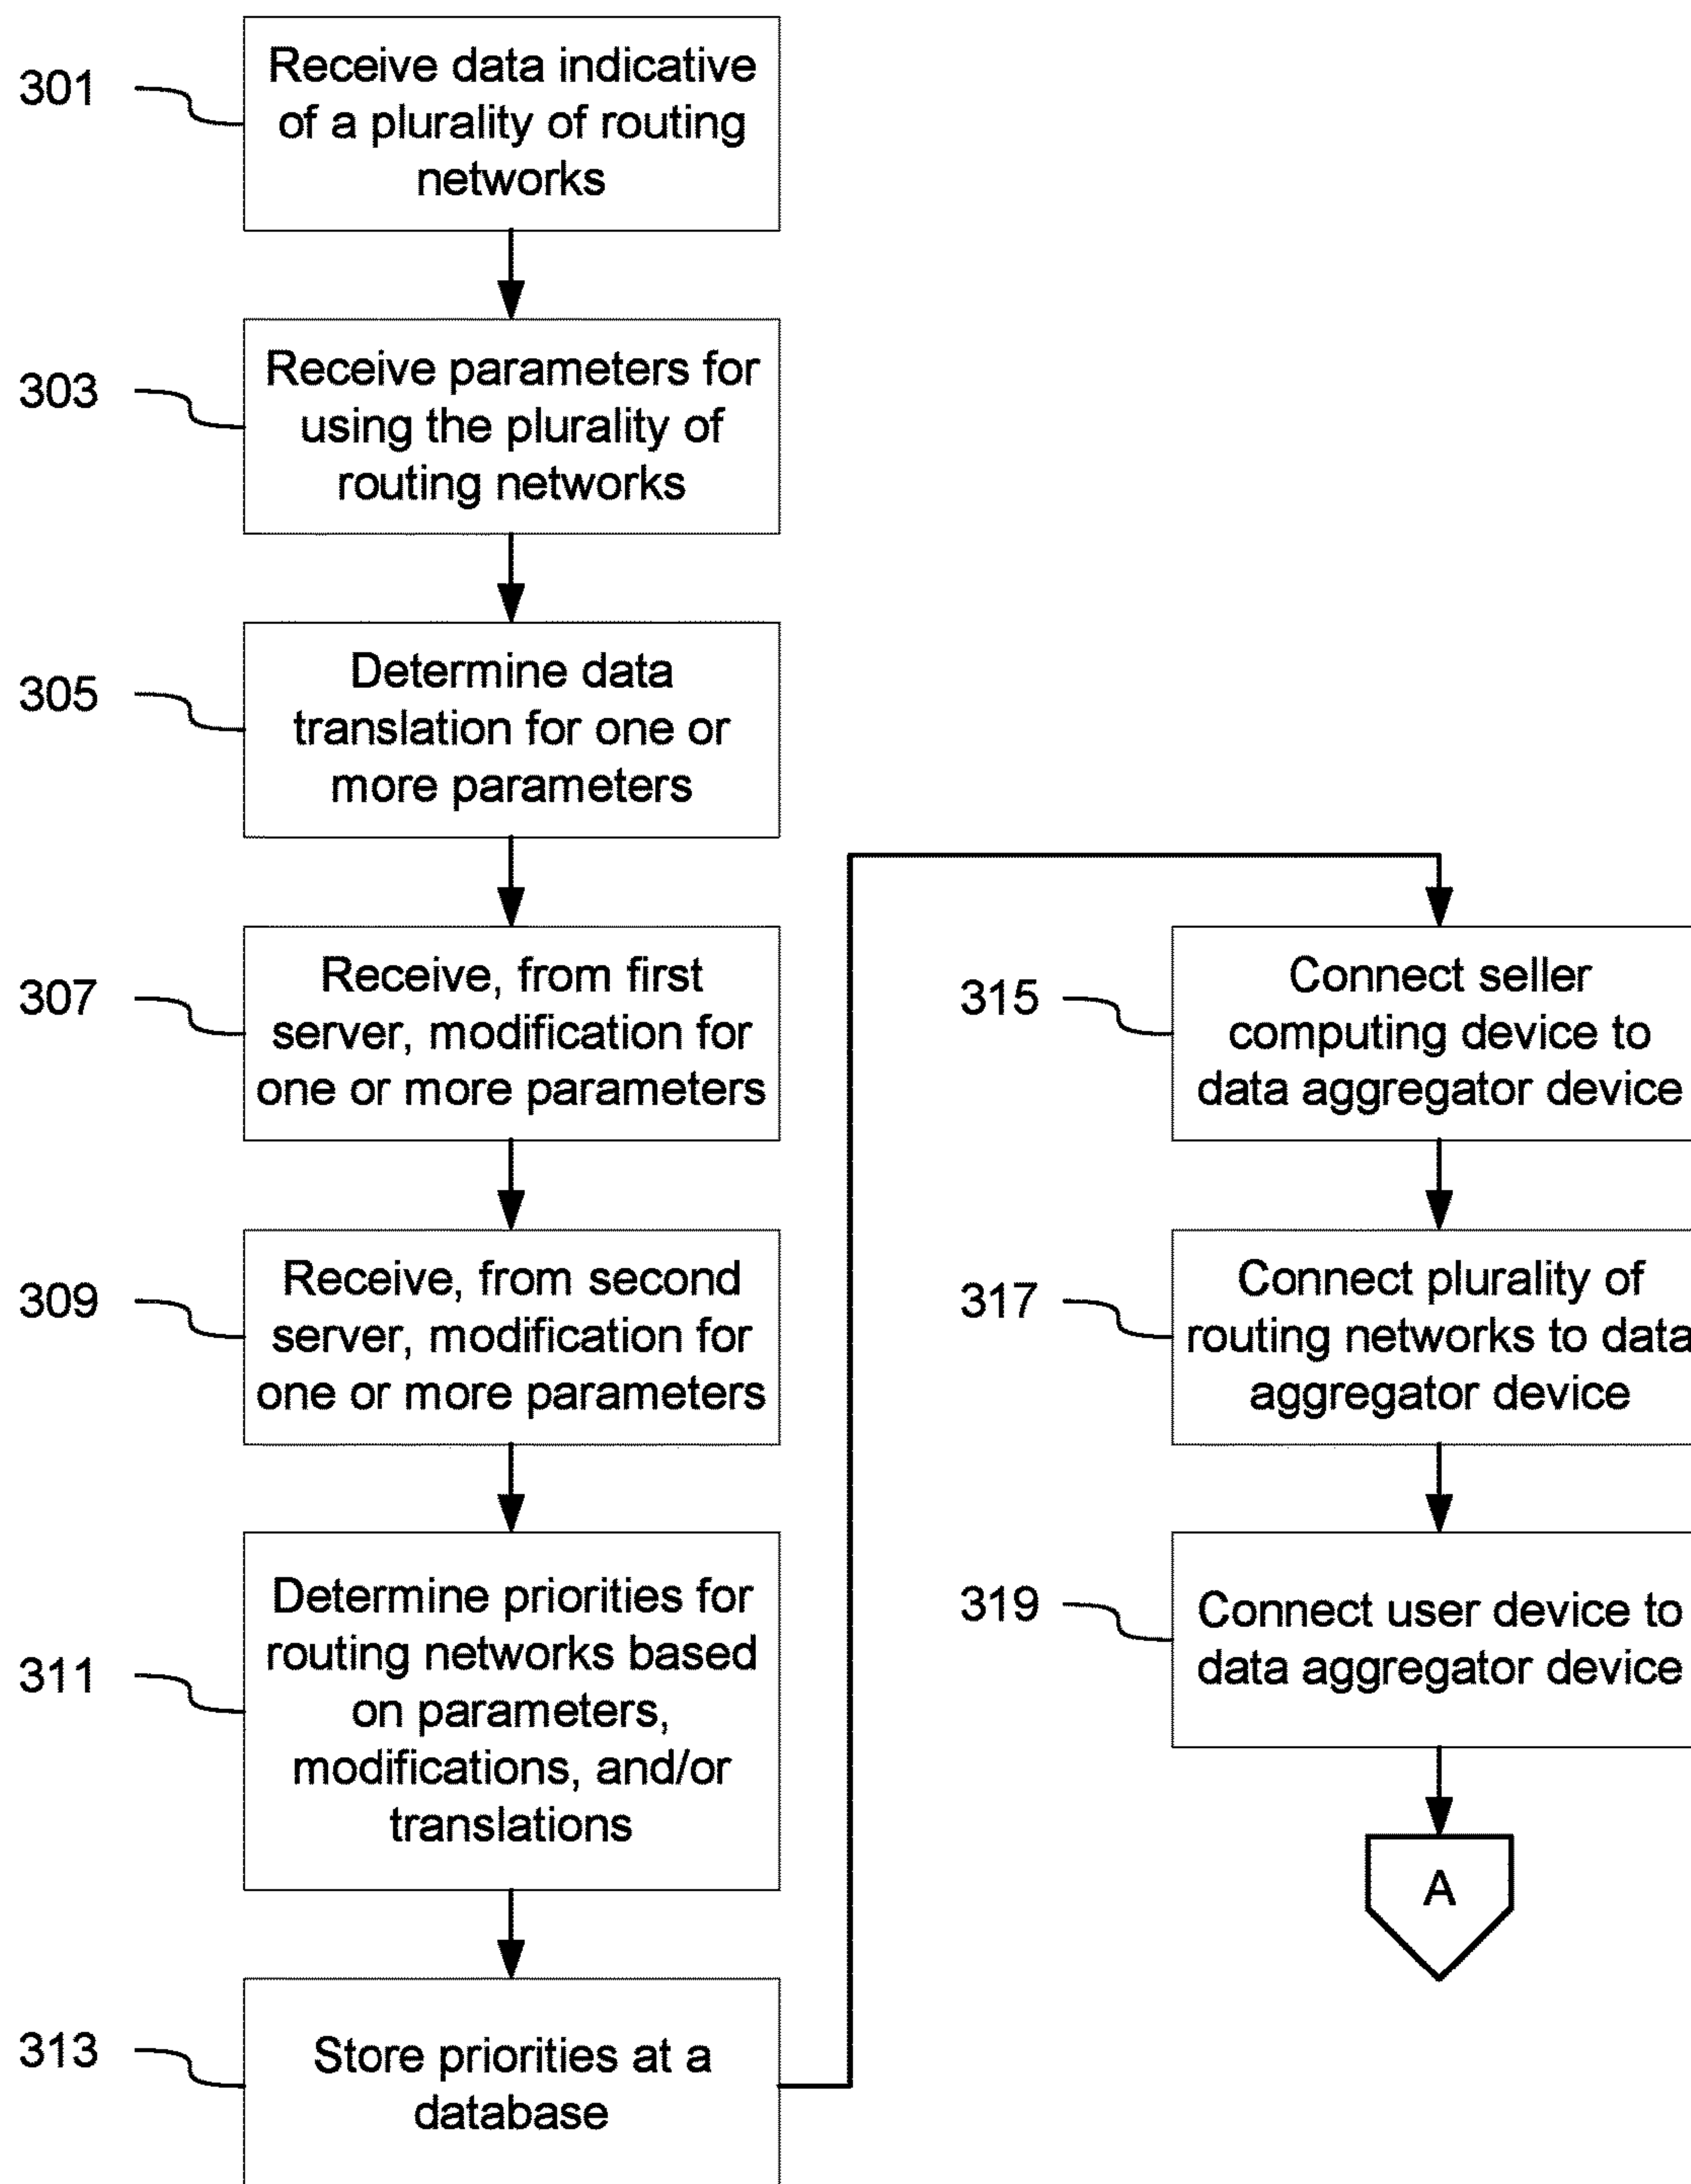 301
Receive data indicative
of a plurality of routing
networks
303
Receive parameters for
using the plurality of
routing networks
305
Determine data
translation for one or
more parameters
307
Receive, from first
server, modification for
one or more parameters
309
Receive, from second
server, modification for
one or more parameters
311
Determine priorities for
routing networks based
on parameters,
modifications, and/or
translations
313
Store priorities at a
database
315
Connect seller
computing device to
data aggregator device
317
Connect plurality of
routing networks to data
aggregator device
319
Connect user device to
data aggregator device
A